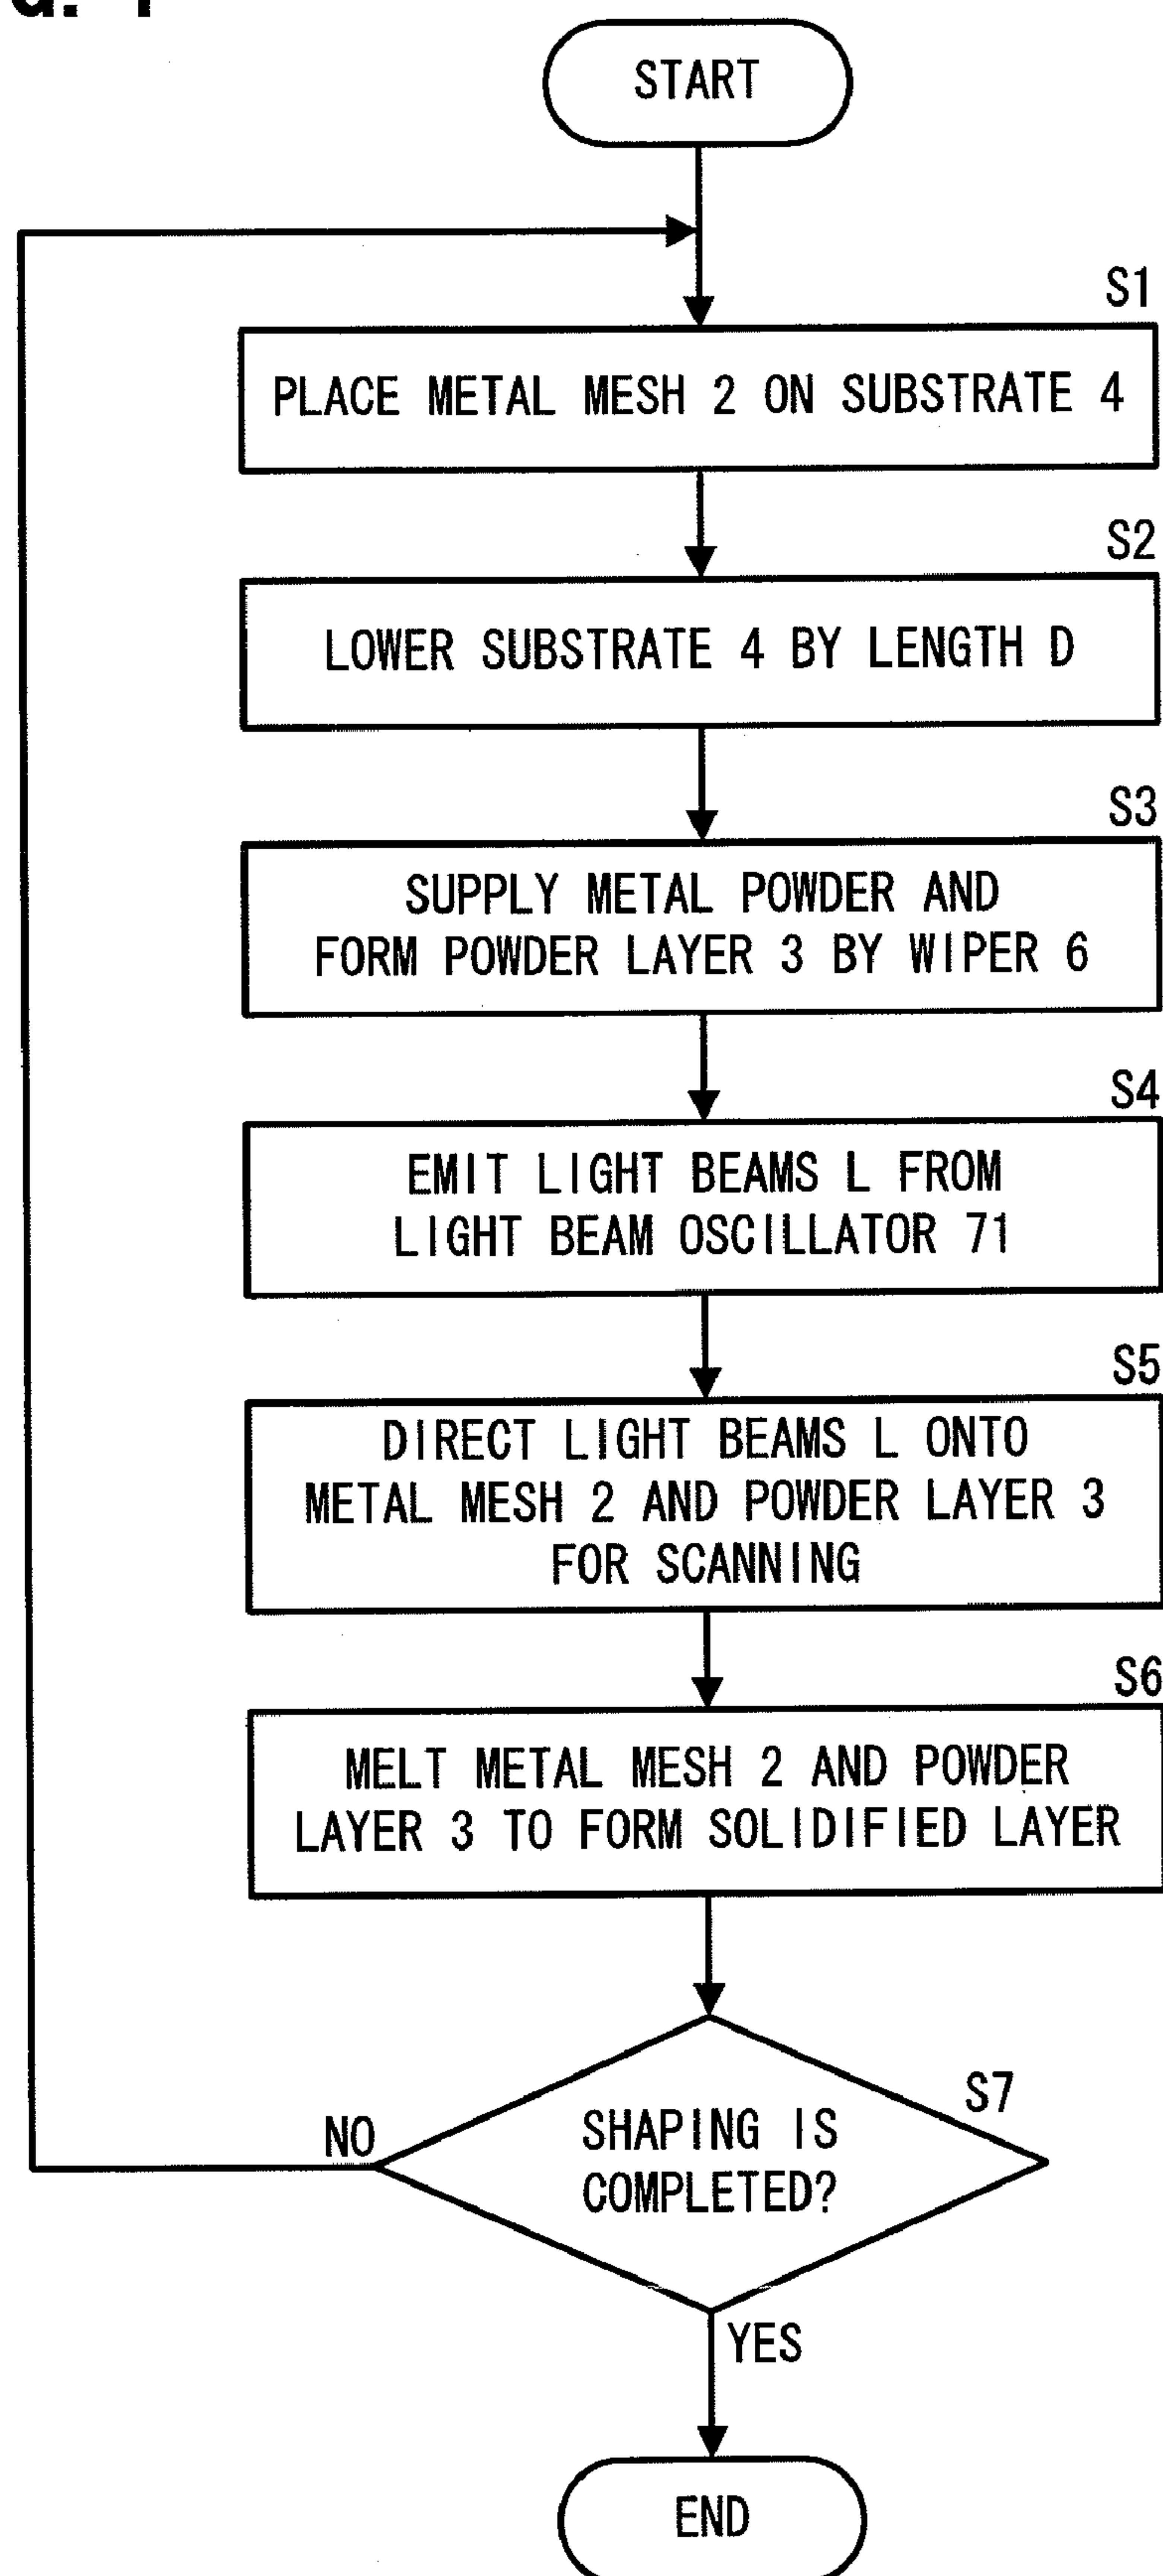 START
S1
PLACE METAL MESH 2 ON SUBSTRATE 4
S2
LOWER SUBSTRATE 4 BY LENGTH D
S3
SUPPLY METAL POWDER AND
FORM POWDER LAYER 3 BY WIPER 6
S4
EMIT LIGHT BEAMS L FROM
LIGHT BEAM OSCILLATOR 71
S5
DIRECT LIGHT BEAMS L ONTO
METAL MESH 2 AND POWDER LAYER 3
FOR SCANNING
S6
MELT METAL MESH 2 AND POWDER
LAYER 3 TO FORM SOLIDIFIED LAYER
S7
NO
SHAPING IS
COMPLETED?
YES
END